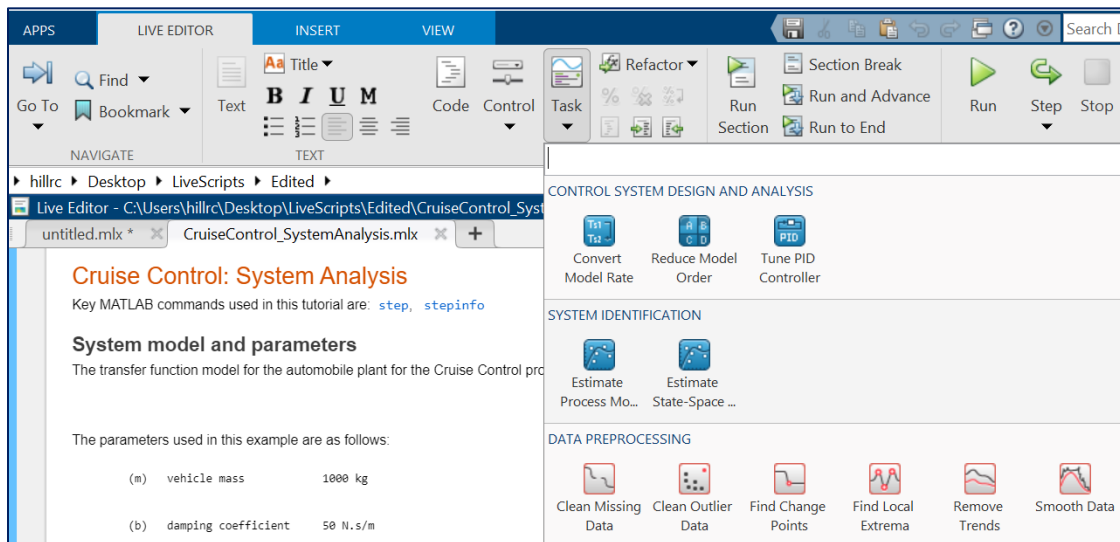 APPS LIVE EDITOR INSERT VIEW Search D
Go To
Find
Bookmark
NAVIGATE
Text
Aa Title
B I U M
TEXT
Code
Control
Task
Refactor
Run
Section
Section Break
Run and Advance
Run to End
Run
Step
Stop
hillrc Desktop LiveScripts Edited
Live Editor - C:\Users\hillrc\Desktop\LiveScripts\Edited\CruiseControl_Syst
untitled.mlx * CruiseControl_SystemAnalysis.mlx
Cruise Control: System Analysis
Key MATLAB commands used in this tutorial are: step, stepinfo
System model and parameters
The transfer function model for the automobile plant for the Cruise Control pro
The parameters used in this example are as follows:
(m) vehicle mass 1000 kg
(b) damping coefficient 50 N.s/m
CONTROL SYSTEM DESIGN AND ANALYSIS
Ts1
Ts2
Convert
Model Rate
A B
C D
Reduce Model
Order
PID
Tune PID
Controller
SYSTEM IDENTIFICATION
Estimate
Process Mo...
Estimate
State-Space ...
DATA PREPROCESSING
Clean Missing
Data
Clean Outlier
Data
Find Change
Points
Find Local
Extrema
Remove
Trends
Smooth Data